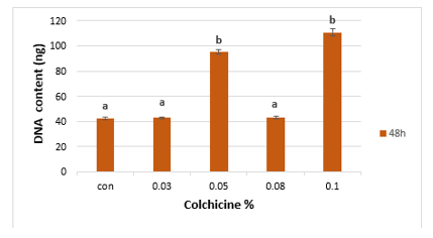 120
100
80
60
40
20
0
DNA content (ng)
a
a
b
a
b
con 0.03 0.05 0.08 0.1
Colchicine %
48h